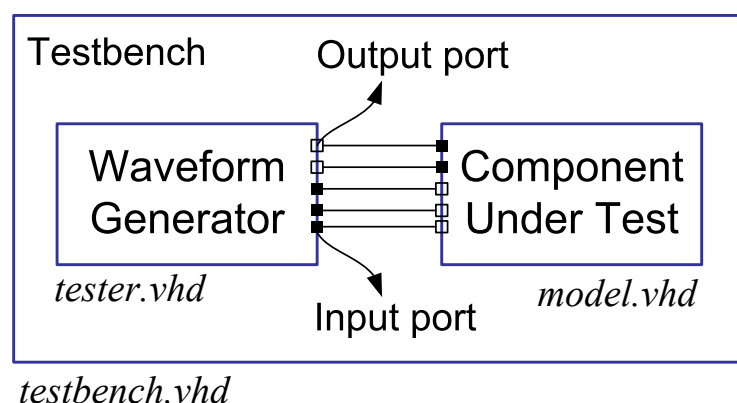 Testbench
Output port
Waveform
Generator
Component
Under Test
tester.vhd
Input port
model.vhd
testbench.vhd